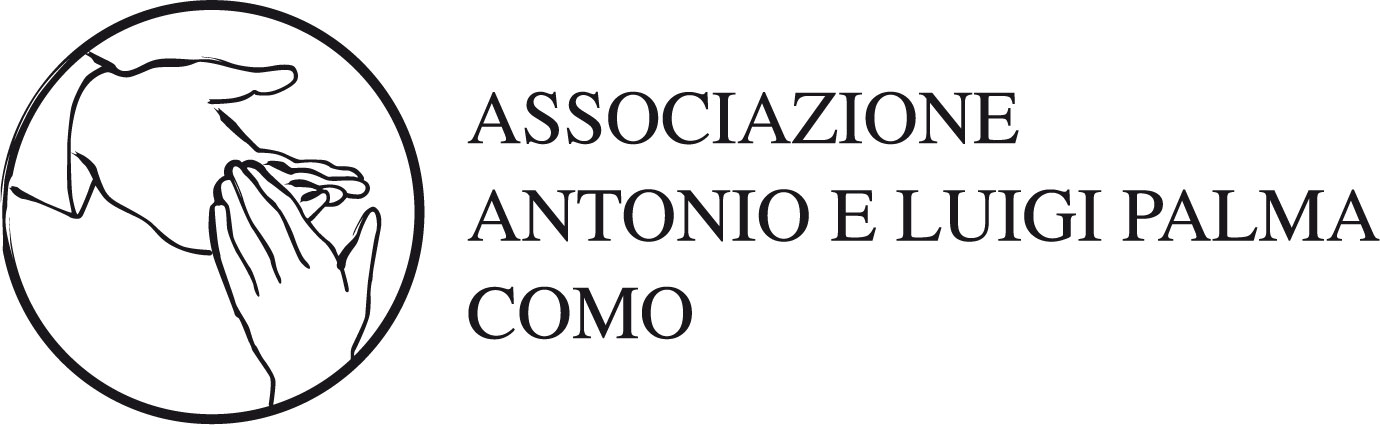 ASSOCIAZIONE
ANTONIO E LUIGI PALMA
COMO